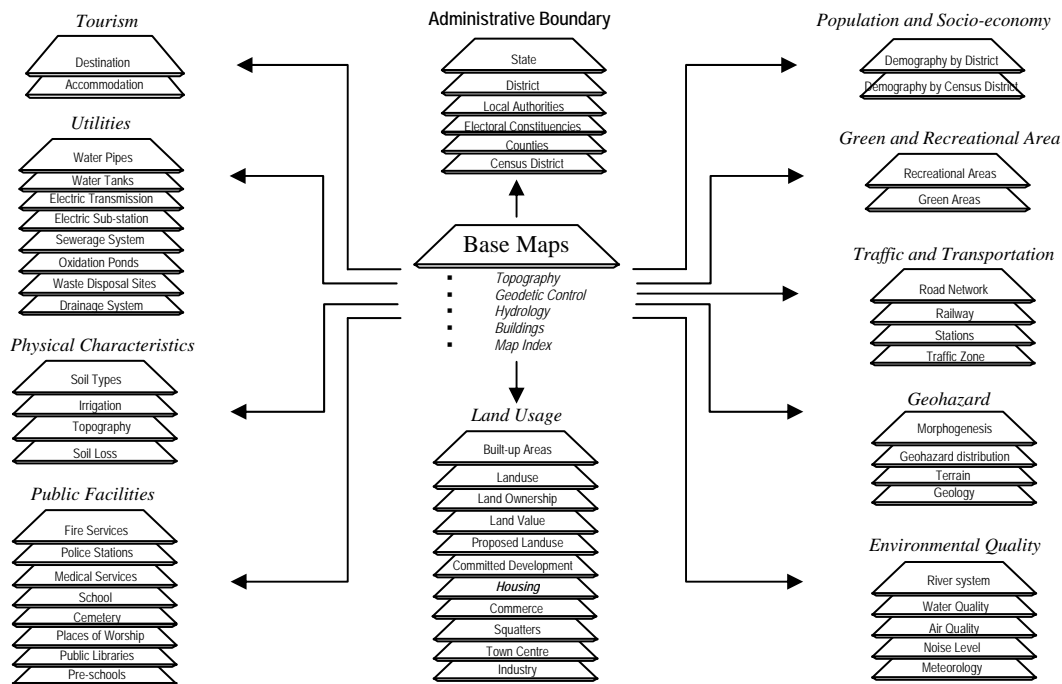 Tourism
Destination
Accommodation
Utilities
Water Pipes
Water Tanks
Electric Transmission
Electric Sub-station
Sewerage System
Oxidation Ponds
Waste Disposal Sites
Drainage System
Physical Characteristics
Soil Types
Irrigation
Topography
Soil Loss
Public Facilities
Fire Services
Police Stations
Medical Services
School
Cemetery
Places of Worship
Public Libraries
Pre-schools
Administrative Boundary
State
District
Local Authorities
Electoral Constituencies
Counties
Census District
Base Maps
▪ Topography
▪ Geodetic Control
▪ Hydrology
▪ Buildings
▪ Map Index
Land Usage
Built-up Areas
Landuse
Land Ownership
Land Value
Proposed Landuse
Committed Development
Housing
Commerce
Squatters
Town Centre
Industry
Population and Socio-economy
Demography by District
Demography by Census District
Green and Recreational Area
Recreational Areas
Green Areas
Traffic and Transportation
Road Network
Railway
Stations
Traffic Zone
Geohazard
Morphogenesis
Geohazard distribution
Terrain
Geology
Environmental Quality
River system
Water Quality
Air Quality
Noise Level
Meteorology